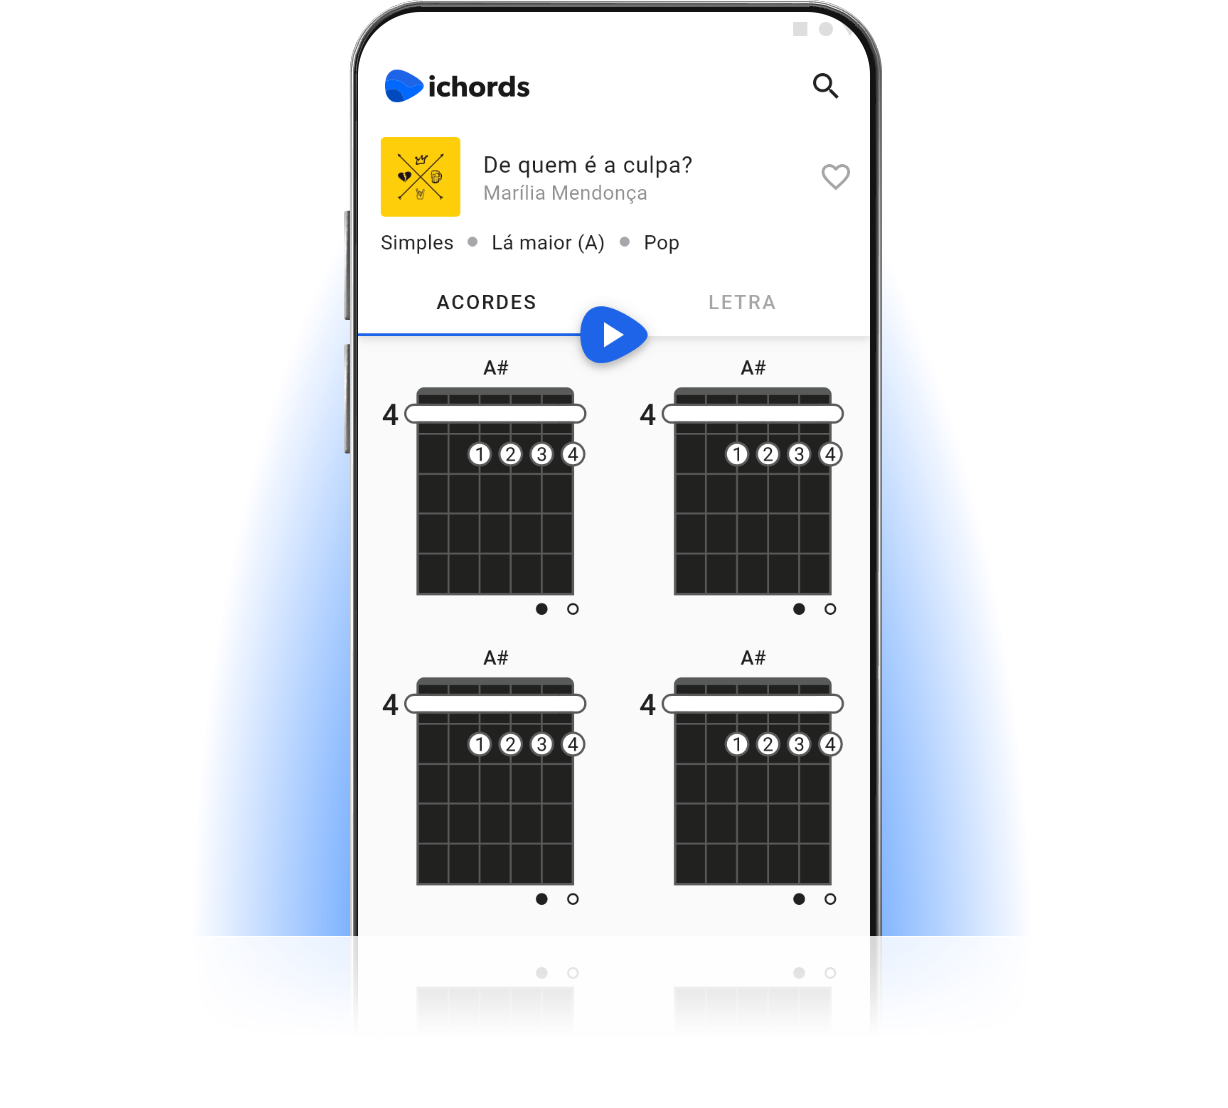 ichords
De quem é a culpa?
Marília Mendonça
Simples Lá maior (A) Pop
ACORDES LETRA
A# A#
4 4
1 2 3 4 1 2 3 4
A# A#
4 4
1 2 3 4 1 2 3 4